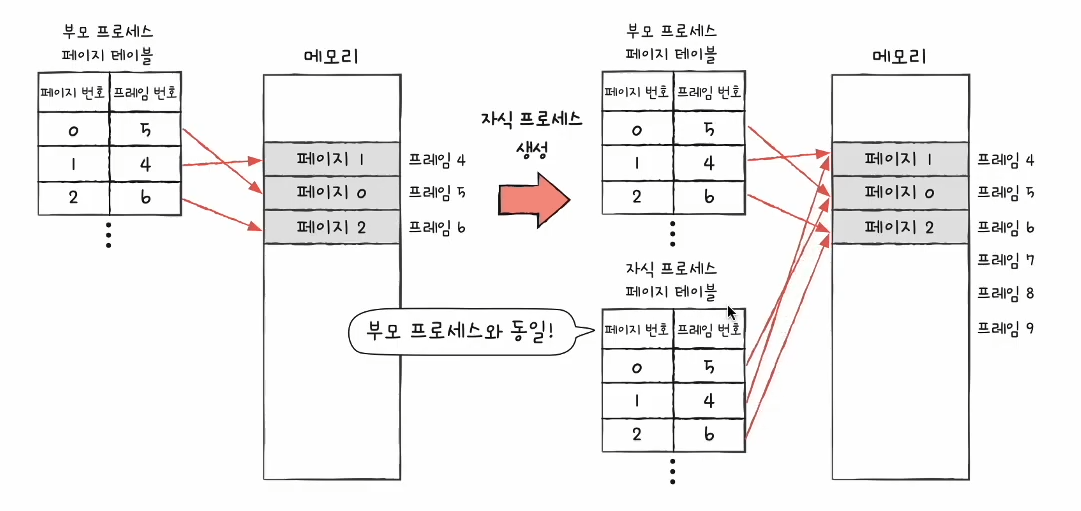 부모 프로세스
페이지 테이블
페이지 번호 프레임 번호
0 5
1 4
2 6
메모리
페이지 1 프레임 4
페이지 0 프레임 5
페이지 2 프레임 6
자식 프로세스
생성
부모 프로세스
페이지 테이블
페이지 번호 프레임 번호
0 5
1 4
2 6
자식 프로세스
페이지 테이블
부모 프로세스와 동일!
페이지 번호 프레임 번호
0 5
1 4
2 6
메모리
페이지 1 프레임 4
페이지 0 프레임 5
페이지 2 프레임 6
프레임 7
프레임 8
프레임 9